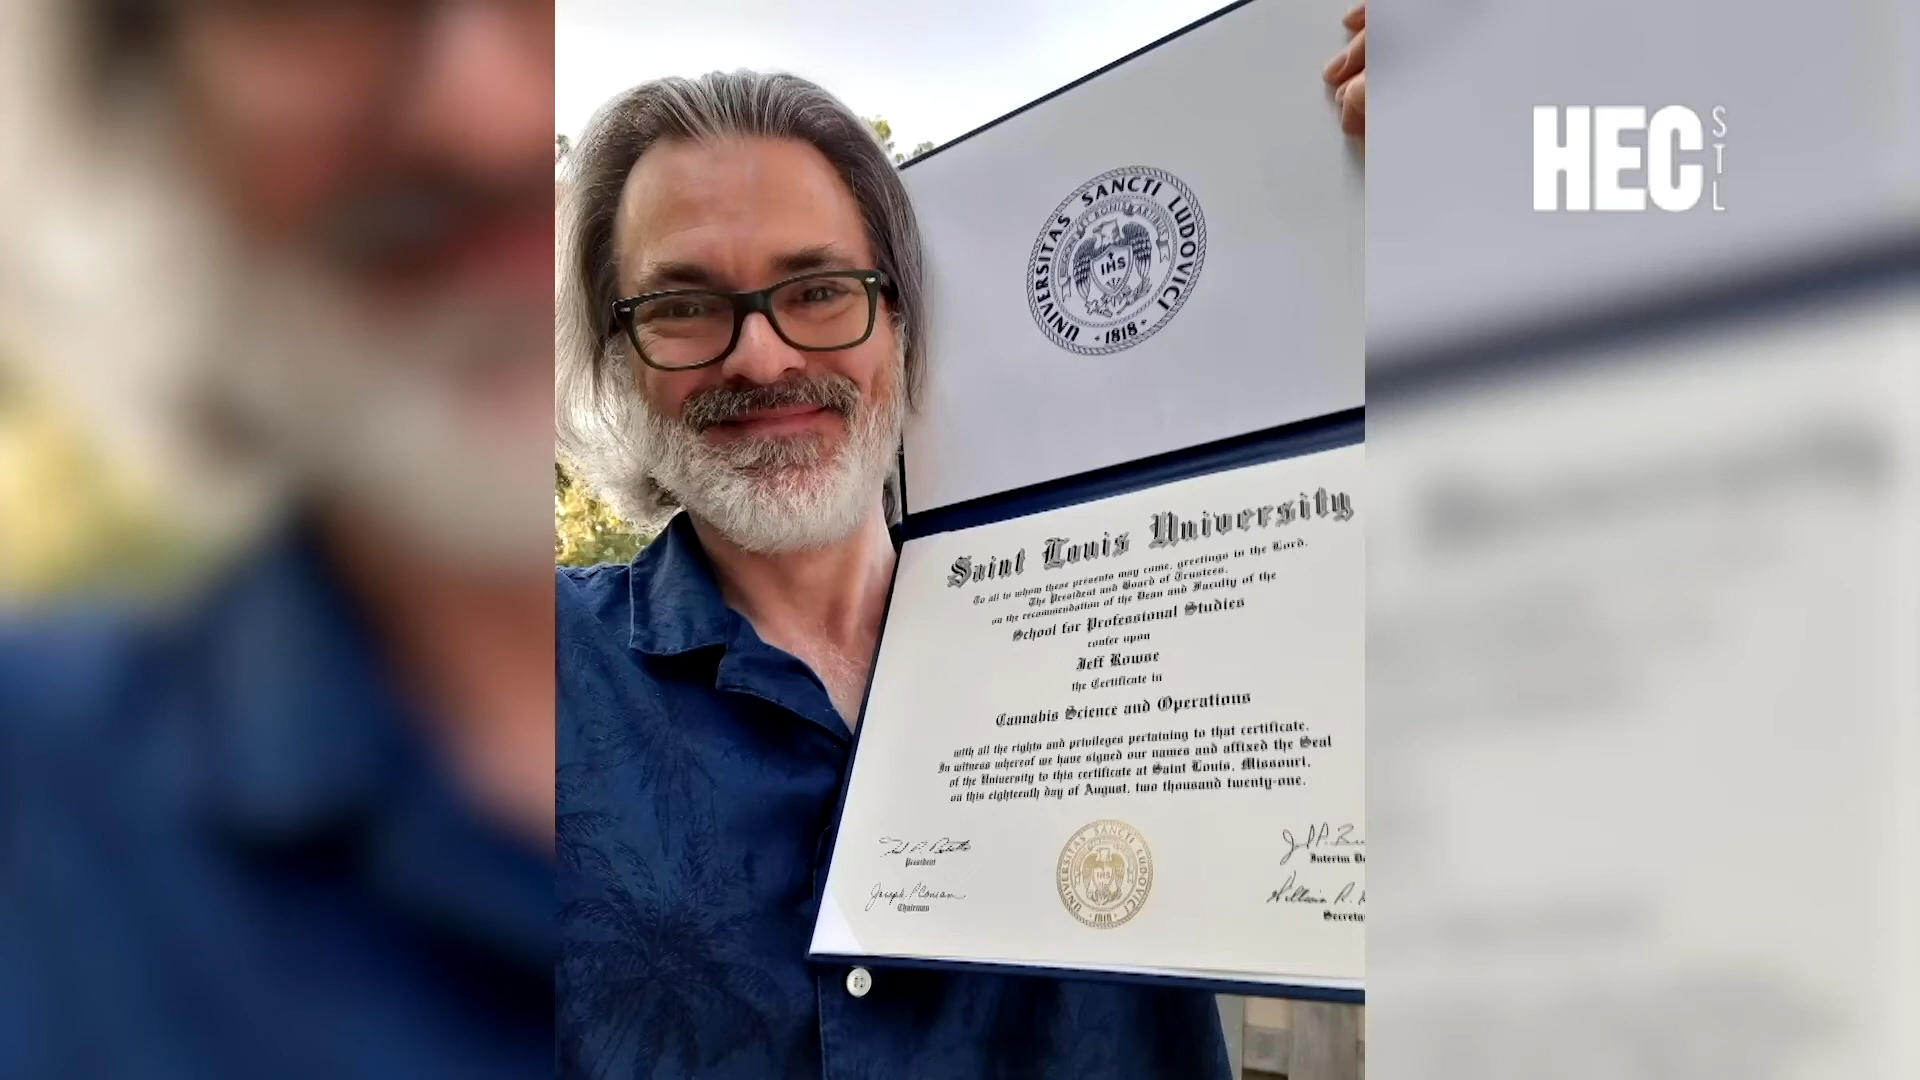 HEC
STL
UNIVERSITAS SANCTI LUDOVICI
IHS
1818
Saint Louis University
To all to whom these presents may come, greetings in the Lord.
The President and Board of Trustees,
on the recommendation of the Dean and Faculty of the
School for Professional Studies
confer upon
Jeff Rowse
the Certificate in
Cannabis Science and Operations
with all the rights and privileges pertaining to that certificate.
In witness whereof we have signed our names and affixed the Seal
of the University to this certificate at Saint Louis, Missouri,
on this eighteenth day of August, two thousand twenty-one.
President
Chairman
UNIVERSITAS SANCTI LUDOVICI
IHS
1818
Interim
William R.